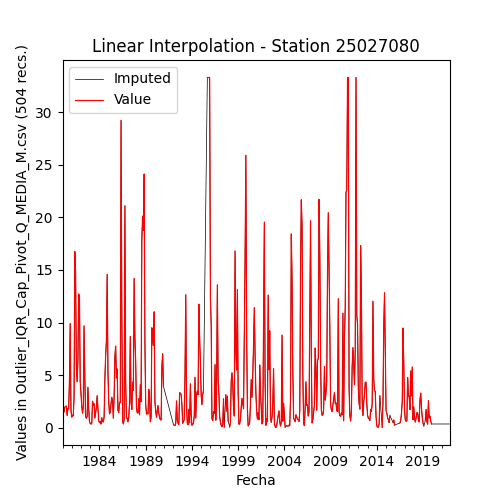 Linear Interpolation - Station 25027080
Values in Outlier_IQR_Cap_Pivot_Q_MEDIA_M.csv (504 recs.)
Imputed
Value
30
25
20
15
10
5
0
1984 1989 1994 1999 2004 2009 2014 2019
Fecha